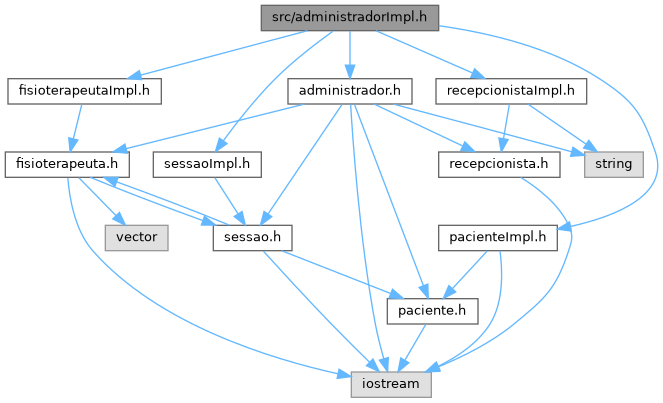 src/administradorImpl.h
fisioterapeutaImpl.h
administrador.h
recepcionistaImpl.h
fisioterapeuta.h
sessaoImpl.h
recepcionista.h
string
vector
sessao.h
pacienteImpl.h
paciente.h
iostream